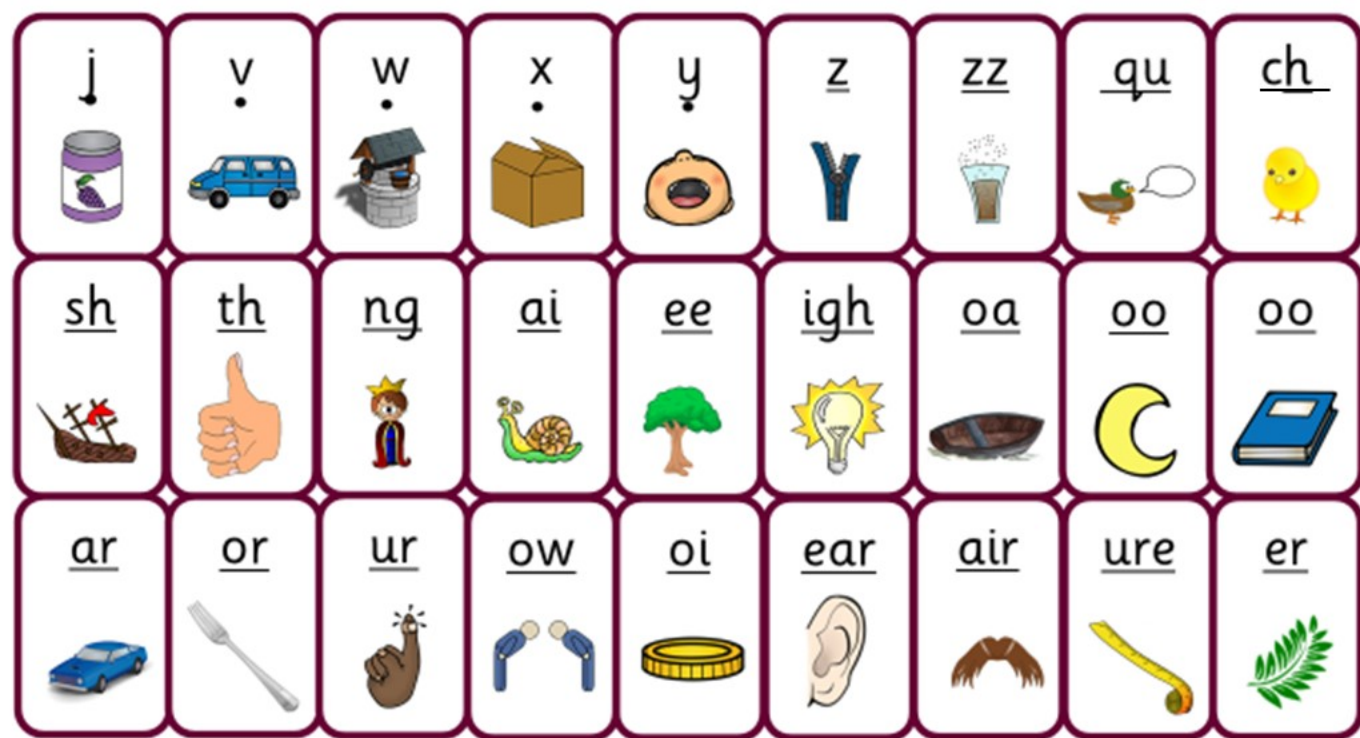 j v w x y z zz qu ch
sh th ng ai ee igh oa oo oo
ar or ur ow oi ear air ure er